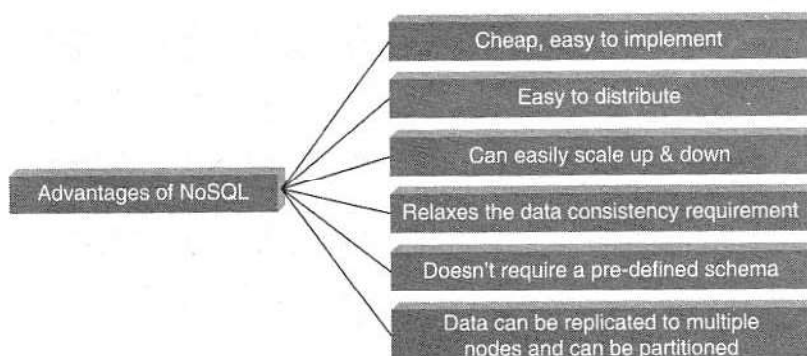 Advantages of NoSQL
Cheap, easy to implement
Easy to distribute
Can easily scale up & down
Relaxes the data consistency requirement
Doesn't require a pre-defined schema
Data can be replicated to multiple
nodes and can be partitioned